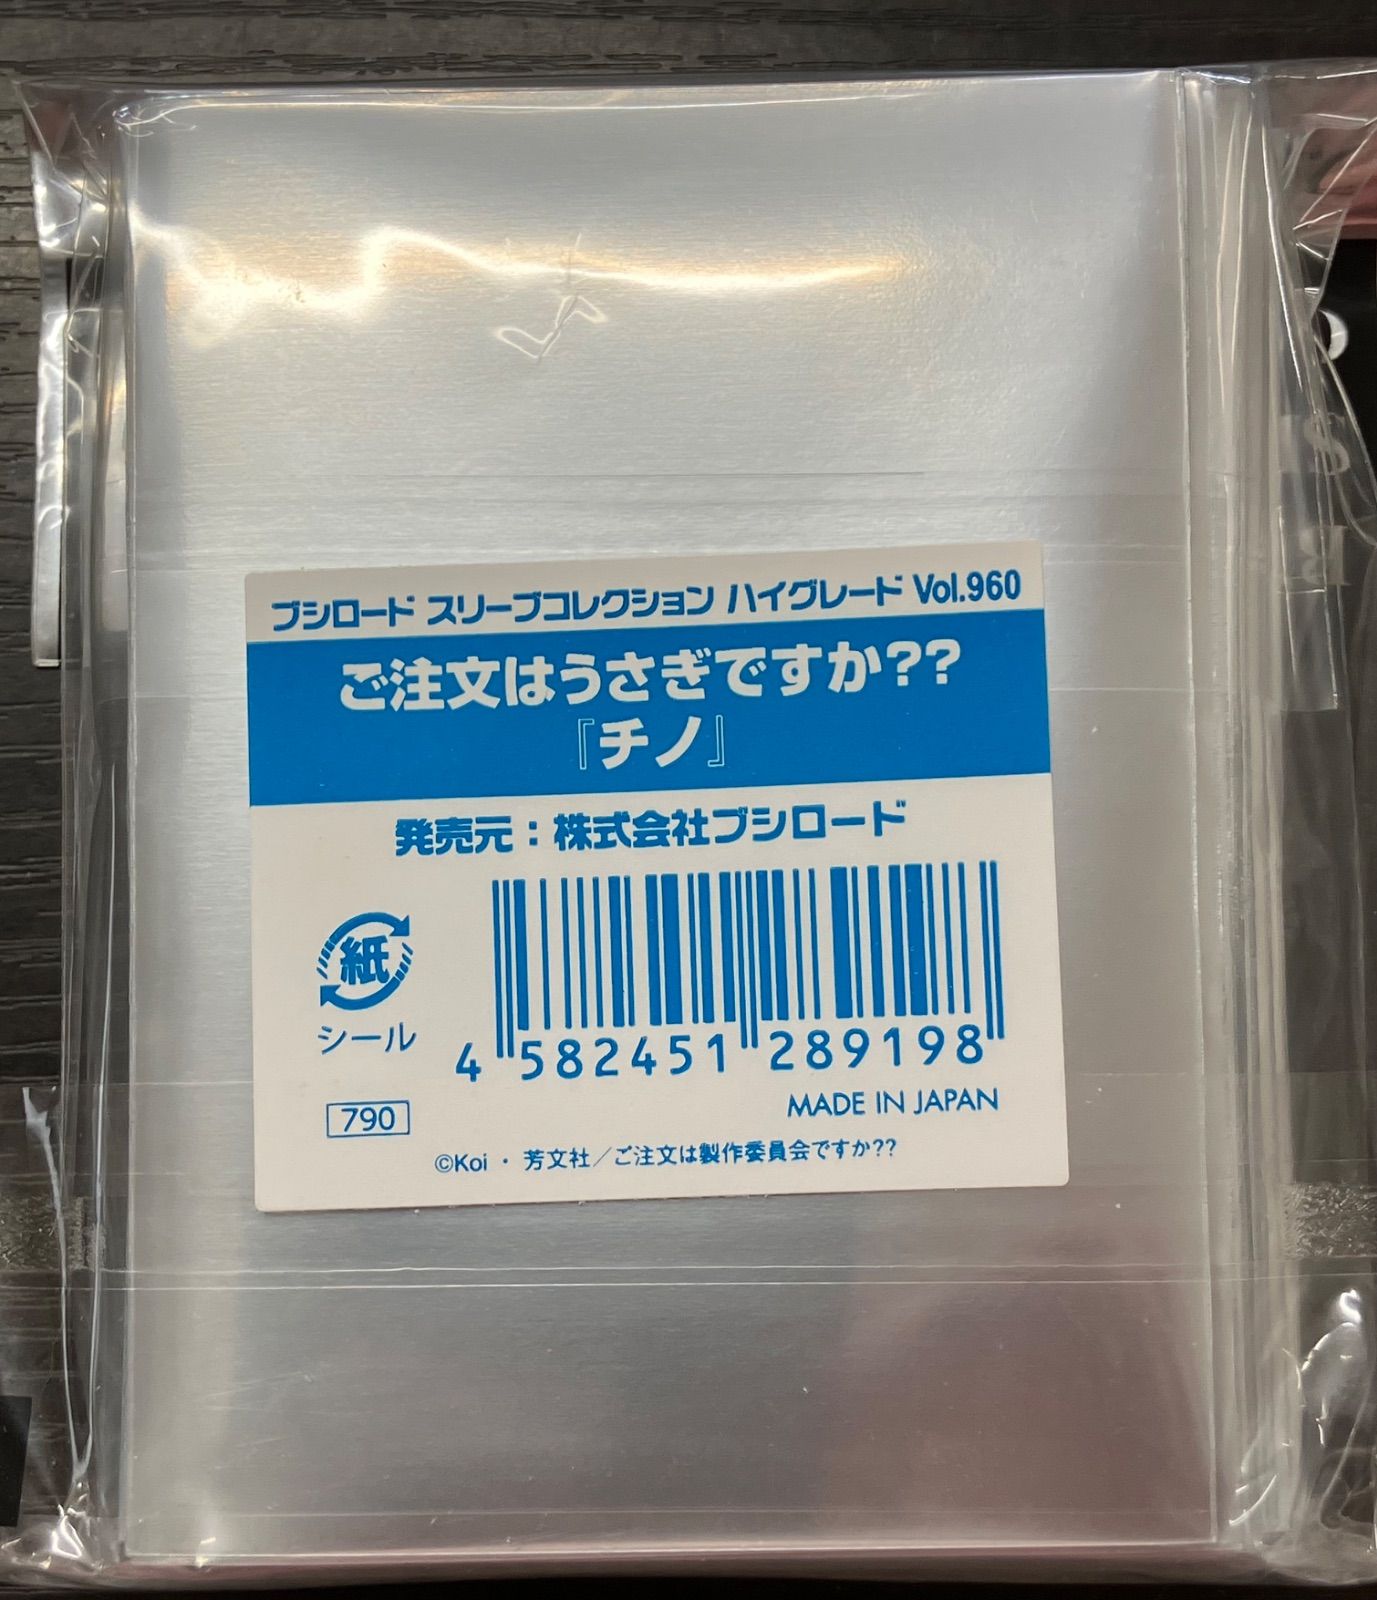 ブシロード スリーブコレクション ハイグレード Vol.960
ご注文はうさぎですか??
『チノ』
発売元：株式会社ブシロード
紙
シール
4 582451 289198
790
MADE IN JAPAN
©Koi・芳文社／ご注文は製作委員会ですか??